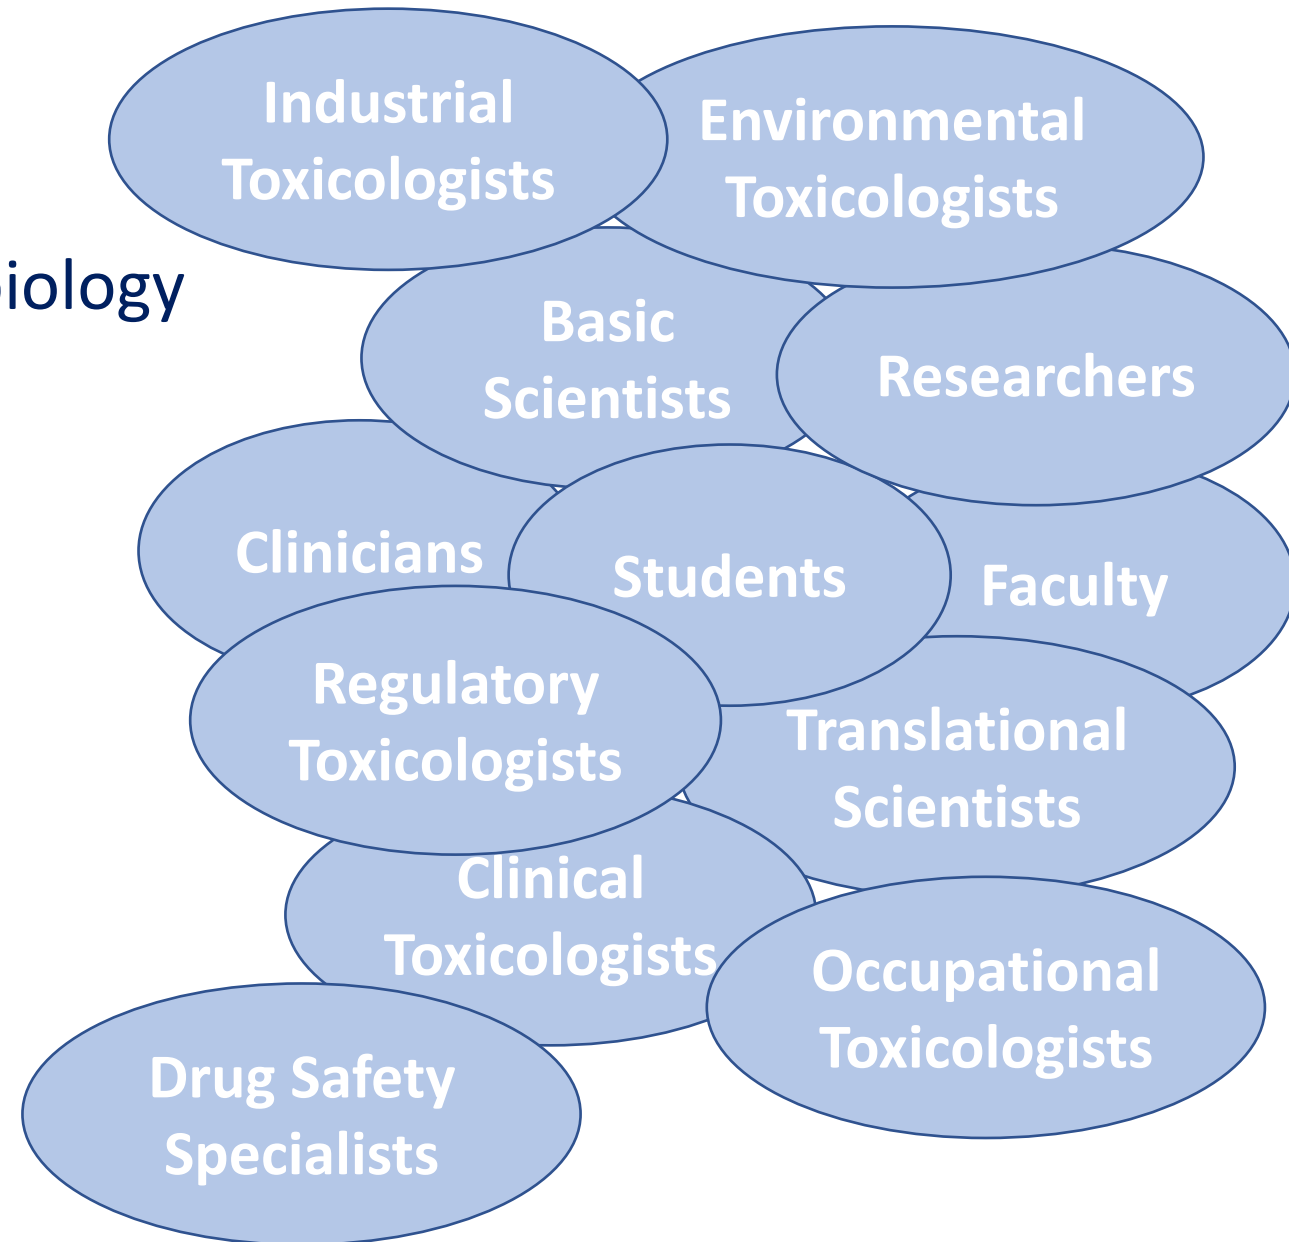 Industrial
Toxicologists
Environmental
Toxicologists
Basic
Scientists
Researchers
Clinicians
Students
Faculty
Regulatory
Toxicologists
Translational
Scientists
Clinical
Toxicologists
Occupational
Toxicologists
Drug Safety
Specialists